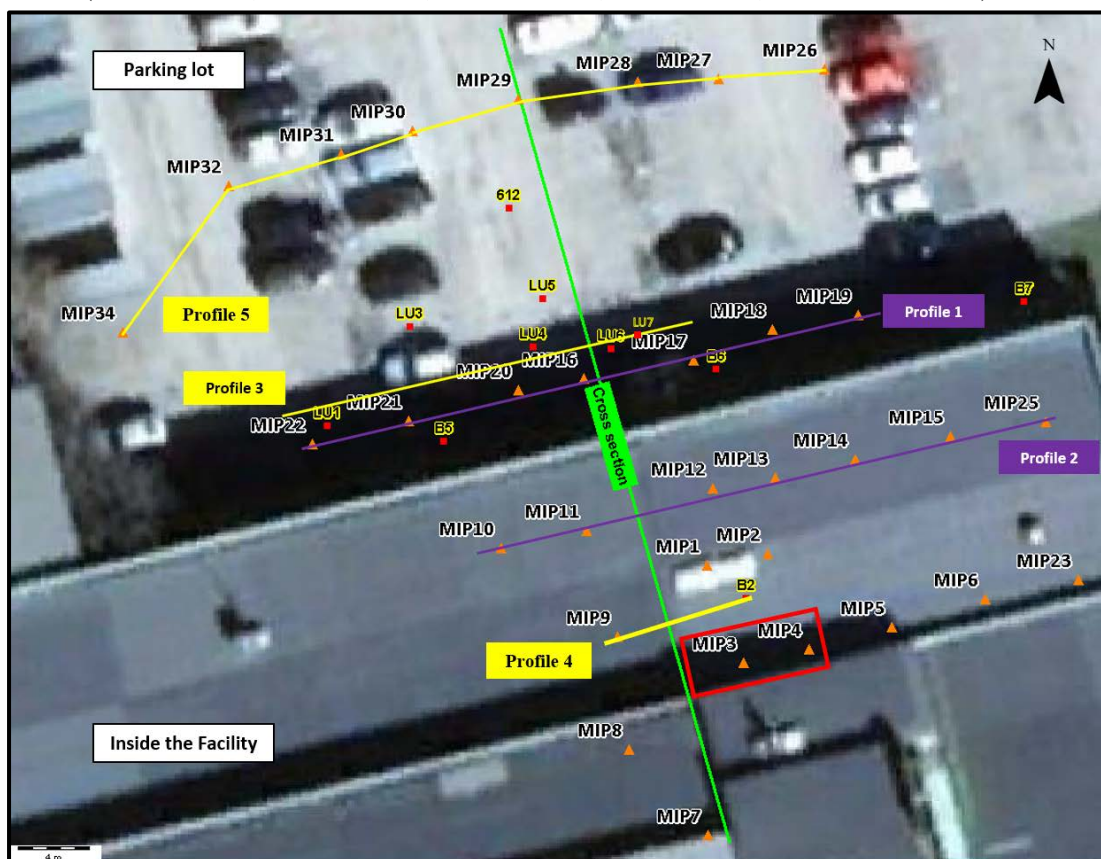 Parking lot
N
MIP26
MIP27
MIP28
MIP29
MIP30
MIP31
MIP32
612
MIP34
Profile 5
LU5
LU3
B7
MIP19
MIP18
Profile 1
LU7
LU6
LU4
MIP17
B6
MIP16
Profile 3
MIP20
MIP21
LU1
MIP22
B5
Cross section
MIP25
MIP15
MIP14
MIP13
MIP12
Profile 2
MIP11
MIP10
MIP2
MIP1
MIP23
B2
MIP6
MIP5
MIP9
MIP4
MIP3
Profile 4
MIP8
Inside the Facility
MIP7
4 m